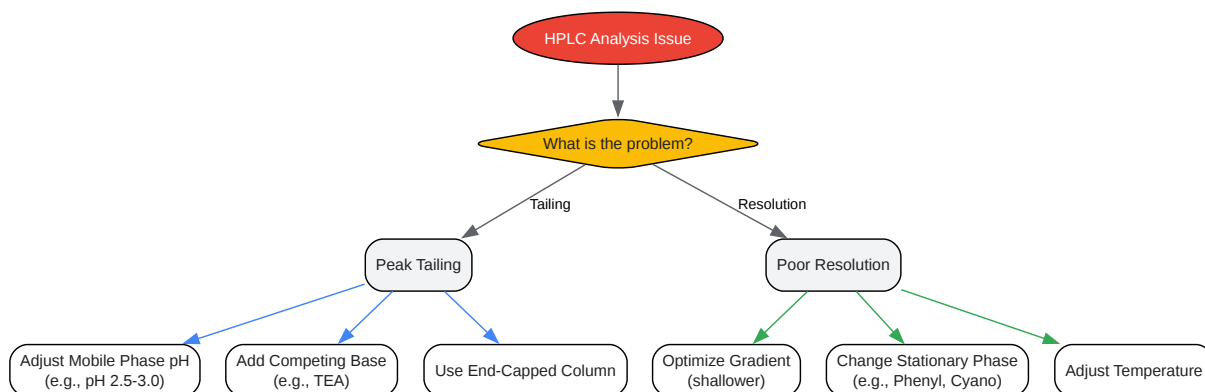 HPLC Analysis Issue
What is the problem?
Tailing
Resolution
Peak Tailing
Poor Resolution
Adjust Mobile Phase pH
(e.g., pH 2.5-3.0)
Add Competing Base
(e.g., TEA)
Use End-Capped Column
Optimize Gradient
(shallower)
Change Stationary Phase
(e.g., Phenyl, Cyano)
Adjust Temperature